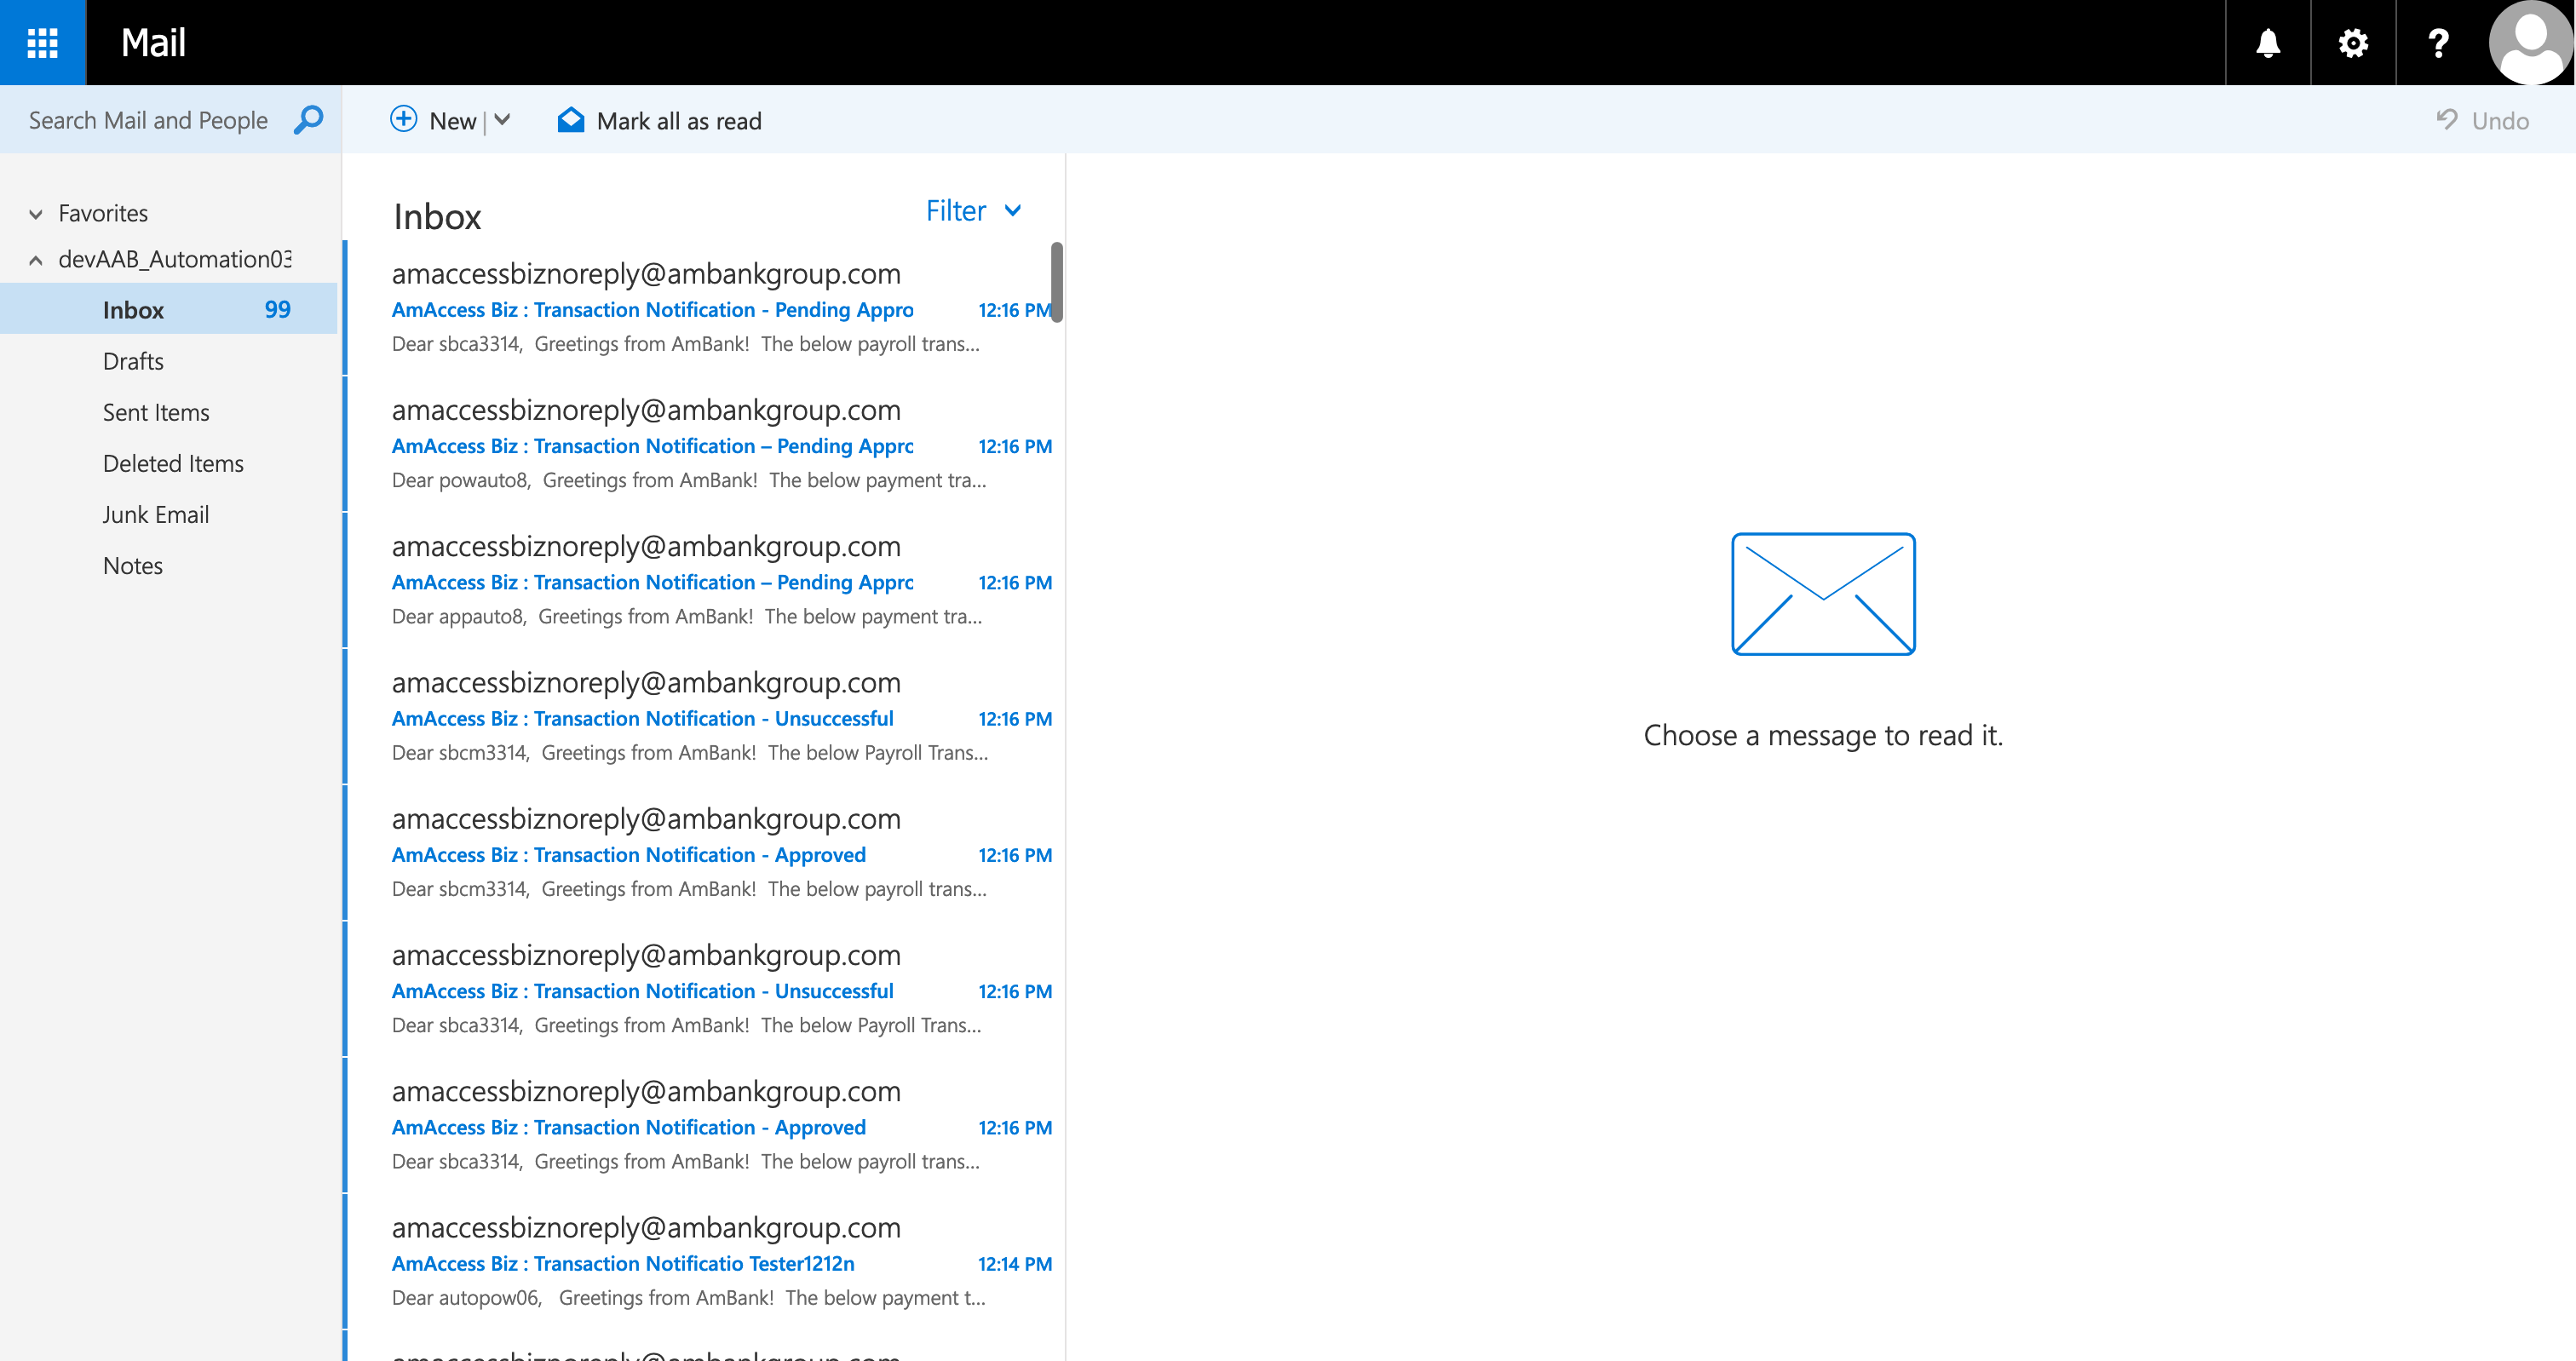 Mail
Search Mail and People
New
Mark all as read
Undo
Favorites
devAAB_Automation03
Inbox 99
Drafts
Sent Items
Deleted Items
Junk Email
Notes
Inbox
Filter
amaccessbiznoreply@ambankgroup.com
AmAccess Biz : Transaction Notification - Pending Appro 12:16 PM
Dear sbca3314, Greetings from AmBank! The below payroll trans...
amaccessbiznoreply@ambankgroup.com
AmAccess Biz : Transaction Notification – Pending Appro 12:16 PM
Dear powauto8, Greetings from AmBank! The below payment tra...
amaccessbiznoreply@ambankgroup.com
AmAccess Biz : Transaction Notification – Pending Appro 12:16 PM
Dear appauto8, Greetings from AmBank! The below payment tra...
amaccessbiznoreply@ambankgroup.com
AmAccess Biz : Transaction Notification - Unsuccessful 12:16 PM
Dear sbcm3314, Greetings from AmBank! The below Payroll Trans...
amaccessbiznoreply@ambankgroup.com
AmAccess Biz : Transaction Notification - Approved 12:16 PM
Dear sbcm3314, Greetings from AmBank! The below payroll trans...
amaccessbiznoreply@ambankgroup.com
AmAccess Biz : Transaction Notification - Unsuccessful 12:16 PM
Dear sbca3314, Greetings from AmBank! The below Payroll Trans...
amaccessbiznoreply@ambankgroup.com
AmAccess Biz : Transaction Notification - Approved 12:16 PM
Dear sbca3314, Greetings from AmBank! The below payroll trans...
amaccessbiznoreply@ambankgroup.com
AmAccess Biz : Transaction Notificatio Tester1212n 12:14 PM
Dear autopow06, Greetings from AmBank! The below payment t...
Choose a message to read it.